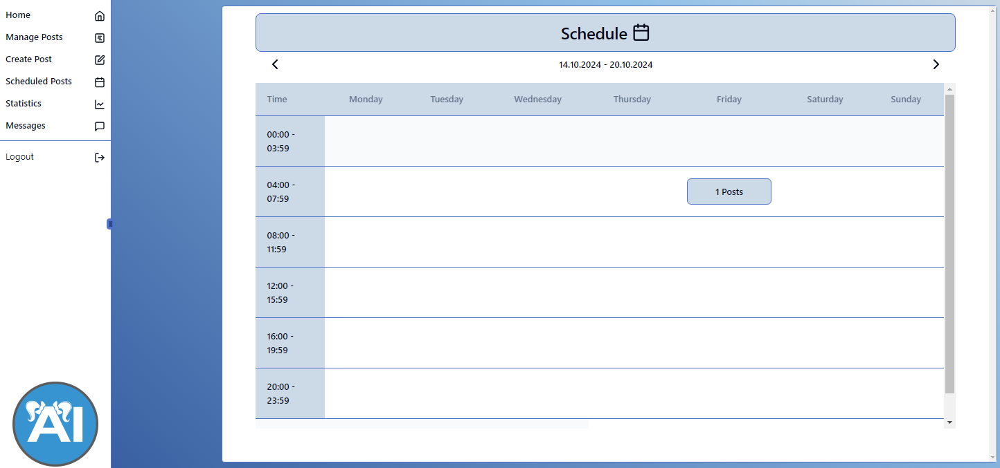 Home
Manage Posts
Create Post
Scheduled Posts
Statistics
Messages
Logout
AI
Schedule
14.10.2024 - 20.10.2024
Time Monday Tuesday Wednesday Thursday Friday Saturday Sunday
00:00 -
03:59
04:00 -
07:59
1 Posts
08:00 -
11:59
12:00 -
15:59
16:00 -
19:59
20:00 -
23:59